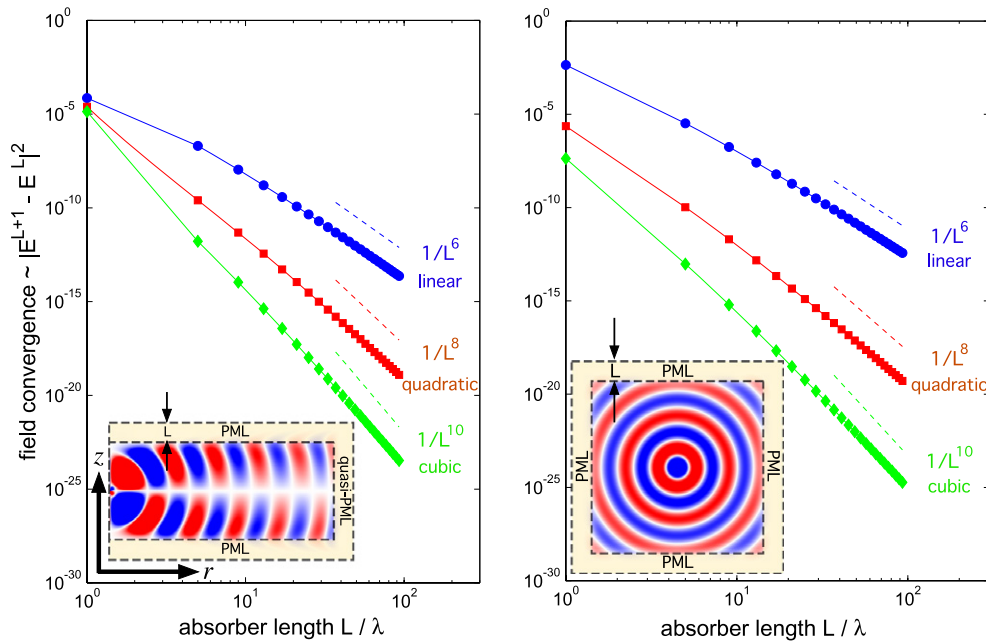 field convergence ~ |E^{L+1} - E^L|^2
10^0
10^{-5}
10^{-10}
10^{-15}
10^{-20}
10^{-25}
10^{-30}
1/L^6
linear
1/L^8
quadratic
1/L^{10}
cubic
L
PML
quasi-PML
PML
z
r
10^0
10^1
10^2
absorber length L / λ
10^0
10^{-5}
10^{-10}
10^{-15}
10^{-20}
10^{-25}
10^{-30}
1/L^6
linear
1/L^8
quadratic
1/L^{10}
cubic
L
PML
PML
PML
PML
10^0
10^1
10^2
absorber length L / λ